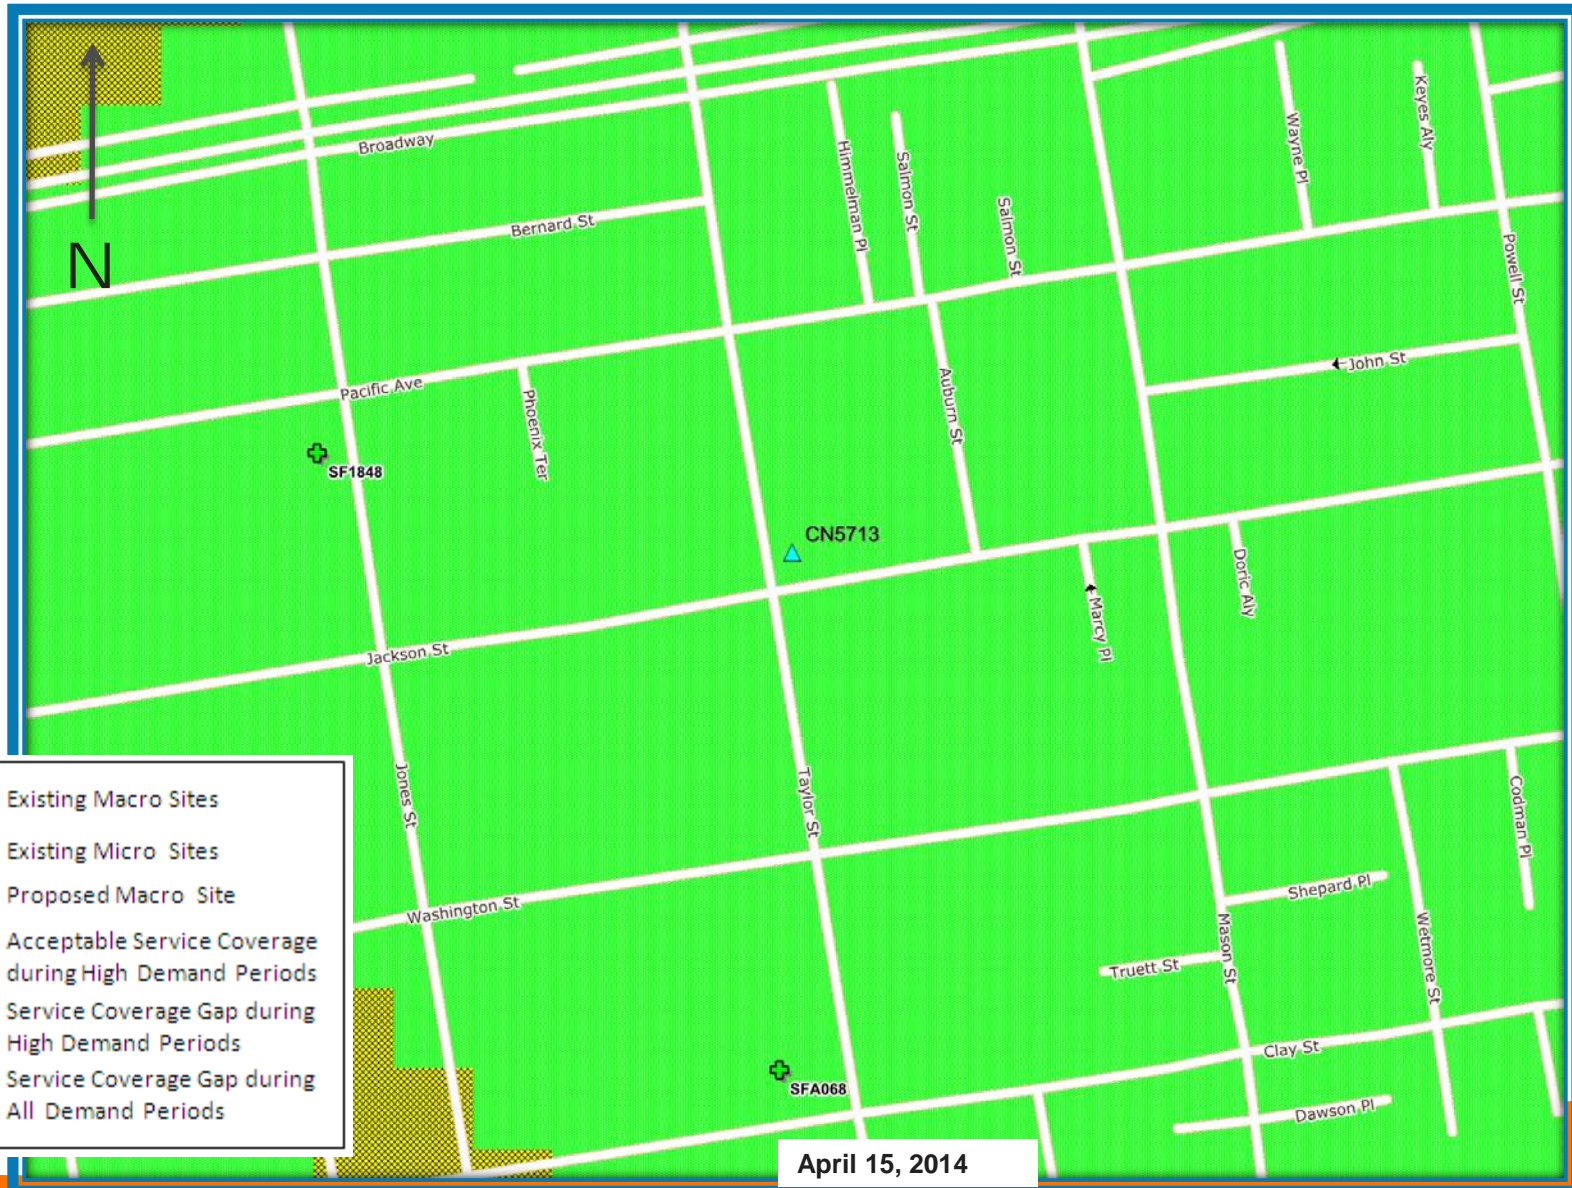 Broadway
Bernard St
Himmelman Pl
Salmon St
Salmon St
Wayne Pl
Keyes Aly
Powell St
N
Pacific Ave
Phoenix Ter
Auburn St
John St
SF1848
CN5713
Doric Aly
Marcy Pl
Jackson St
Jones St
Taylor St
Codman Pl
Existing Macro Sites
Existing Micro Sites
Proposed Macro Site
Acceptable Service Coverage
during High Demand Periods
Service Coverage Gap during
High Demand Periods
Service Coverage Gap during
All Demand Periods
Washington St
Shepard Pl
Mason St
Wetmore St
Truett St
Clay St
SFA068
Dawson Pl
April 15, 2014